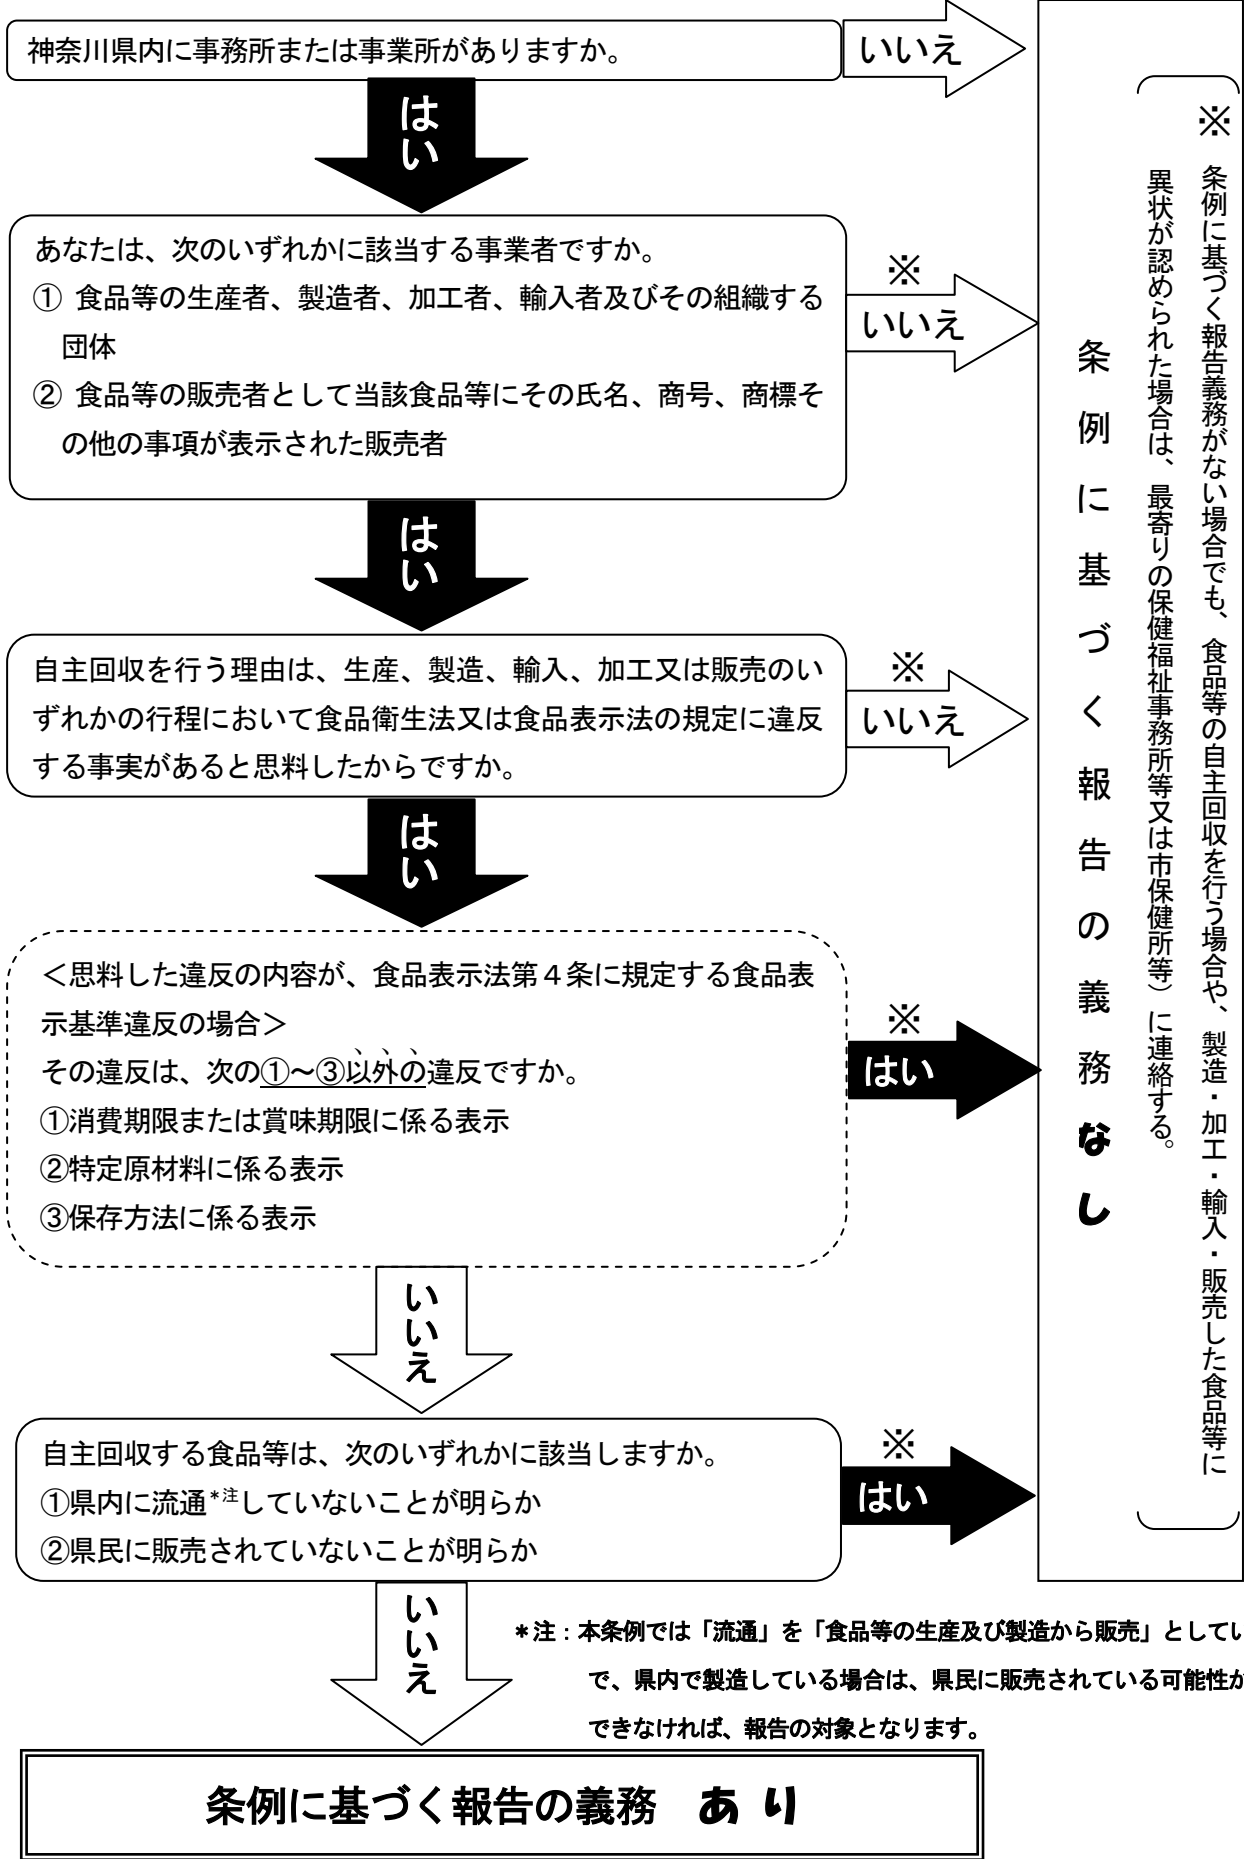 神奈川県内に事務所または事業所がありますか。
いいえ
はい
あなたは、次のいずれかに該当する事業者ですか。
① 食品等の生産者、製造者、加工者、輸入者及びその組織する
団体
② 食品等の販売者として当該食品等にその氏名、商号、商標そ
の他の事項が表示された販売者
※
いいえ
はい
自主回収を行う理由は、生産、製造、輸入、加工又は販売のい
ずれかの行程において食品衛生法又は食品表示法の規定に違反
する事実があると思料したからですか。
※
いいえ
はい
＜思料した違反の内容が、食品表示法第４条に規定する食品表
示基準違反の場合＞
その違反は、次の①～③以外の違反ですか。
①消費期限または賞味期限に係る表示
②特定原材料に係る表示
③保存方法に係る表示
※
はい
いいえ
自主回収する食品等は、次のいずれかに該当しますか。
①県内に流通*注していないことが明らか
②県民に販売されていないことが明らか
※
はい
いいえ
※ 条例に基づく報告義務がない場合でも、食品等の自主回収を行う場合や、製造・加工・輸入・販売した食品等に
異状が認められた場合は、最寄りの保健福祉事務所等又は市保健所等）に連絡する。
条例に基づく報告の義務なし
＊注：本条例では「流通」を「食品等の生産及び製造から販売」としてい
で、県内で製造している場合は、県民に販売されている可能性が
できなければ、報告の対象となります。
条例に基づく報告の義務 あり